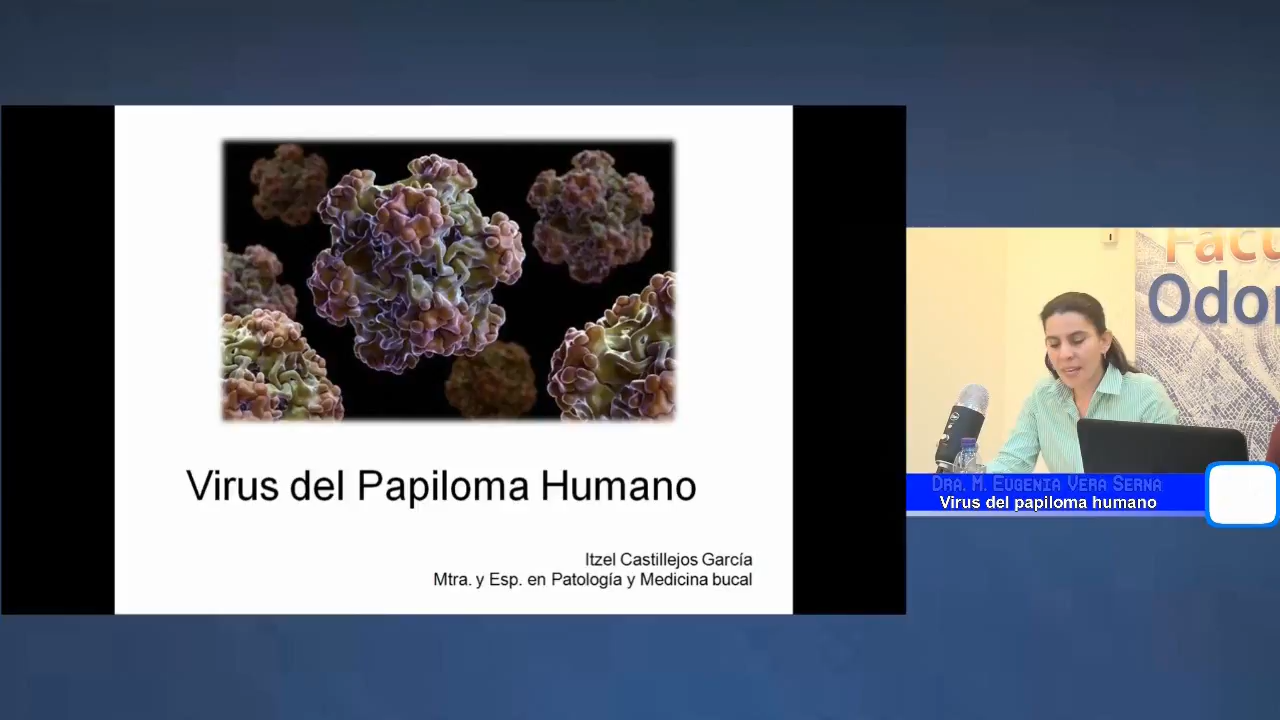 Virus del Papiloma Humano
Itzel Castillejos García
Mtra. y Esp. en Patología y Medicina bucal
Facu
Odon
Dra. M. Eugenia Vera Serna
Virus del papiloma humano